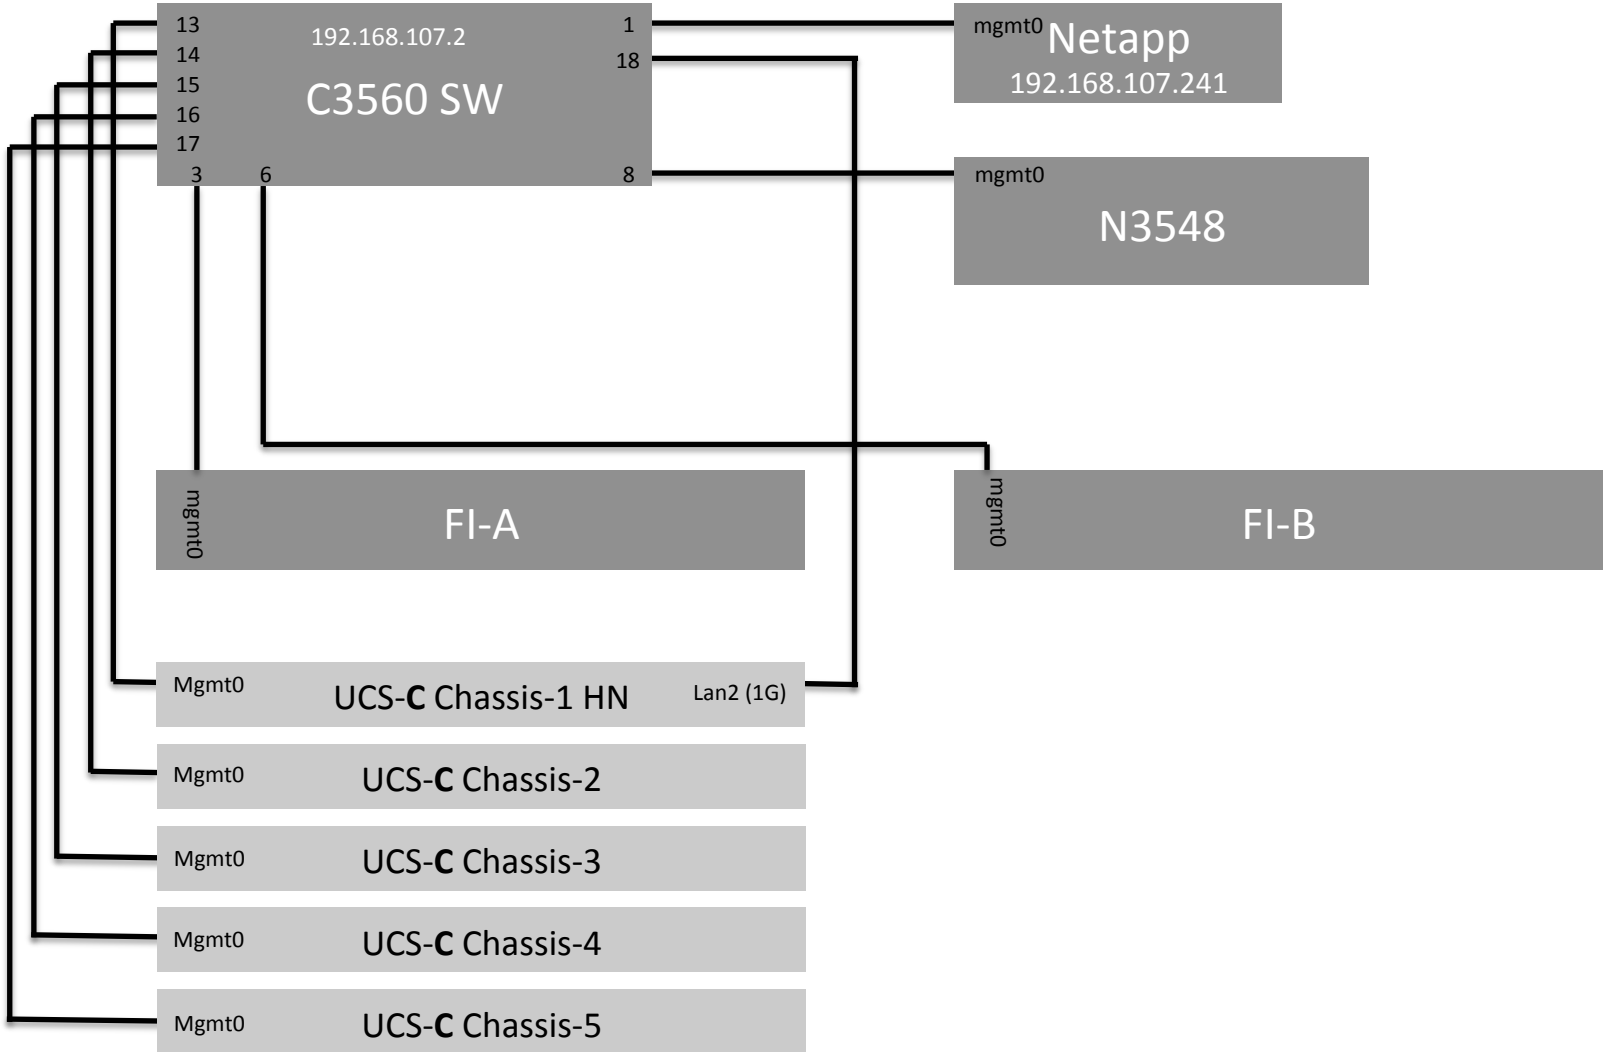 13
14
15
16
17
3
6
192.168.107.2
C3560 SW
1
18
8
mgmt0
Netapp
192.168.107.241
mgmt0
N3548
mgmt0
FI-A
mgmt0
FI-B
Mgmt0
UCS-C Chassis-1 HN
Lan2 (1G)
Mgmt0
UCS-C Chassis-2
Mgmt0
UCS-C Chassis-3
Mgmt0
UCS-C Chassis-4
Mgmt0
UCS-C Chassis-5